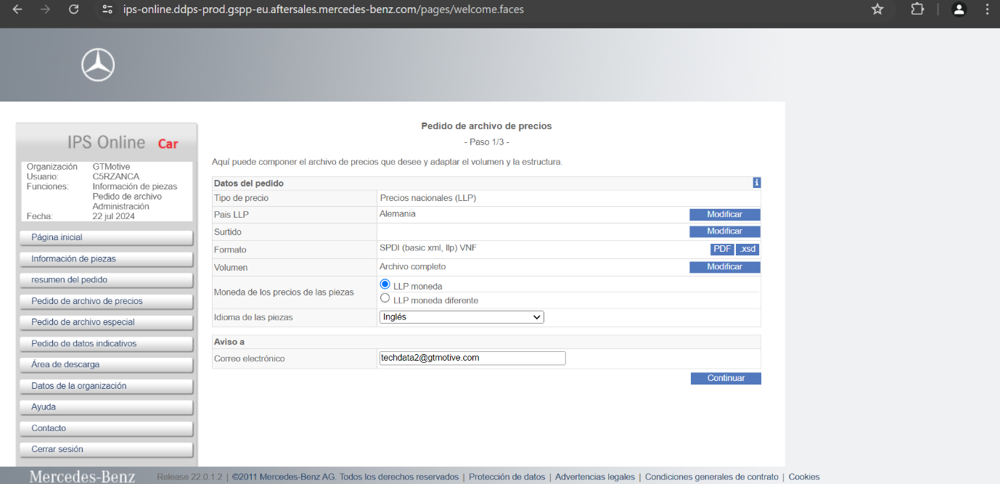 ips-online.ddps-prod.gspp-eu.aftersales.mercedes-benz.com/pages/welcome.faces
IPS Online Car
Organización GTMotive
Usuario: C5RZANCA
Funciones: Información de piezas
Pedido de archivo
Administración
Fecha: 22 jul 2024
Página inicial
Información de piezas
resumen del pedido
Pedido de archivo de precios
Pedido de archivo especial
Pedido de datos indicativos
Área de descarga
Datos de la organización
Ayuda
Contacto
Cerrar sesión
Pedido de archivo de precios
- Paso 1/3 -
Aquí puede componer el archivo de precios que desee y adaptar el volumen y la estructura.
Datos del pedido i
Tipo de precio Precios nacionales (LLP)
Pais LLP Alemania Modificar
Surtido Modificar
Formato SPDI (basic xml, llp) VNF PDF .xsd
Volumen Archivo completo Modificar
Moneda de los precios de las piezas
LLP moneda
LLP moneda diferente
Idioma de las piezas Inglés
Aviso a
Correo electrónico techdata2@gtmotive.com
Continuar
Mercedes-Benz Release 22.0.1.2 | ©2011 Mercedes-Benz AG. Todos los derechos reservados | Protección de datos | Advertencias legales | Condiciones generales de contrato | Cookies